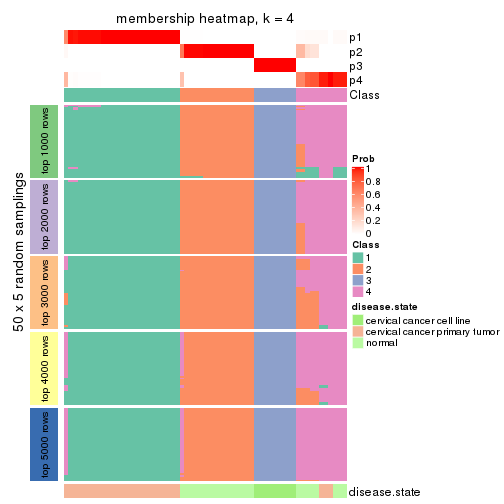 membership heatmap, k = 4
p1
p2
p3
p4
Class
50 x 5 random samplings
top 1000 rows
top 2000 rows
top 3000 rows
top 4000 rows
top 5000 rows
Prob
1
0.8
0.6
0.4
0.2
0
Class
1
2
3
4
disease.state
cervical cancer cell line
cervical cancer primary tumor
normal
disease.state